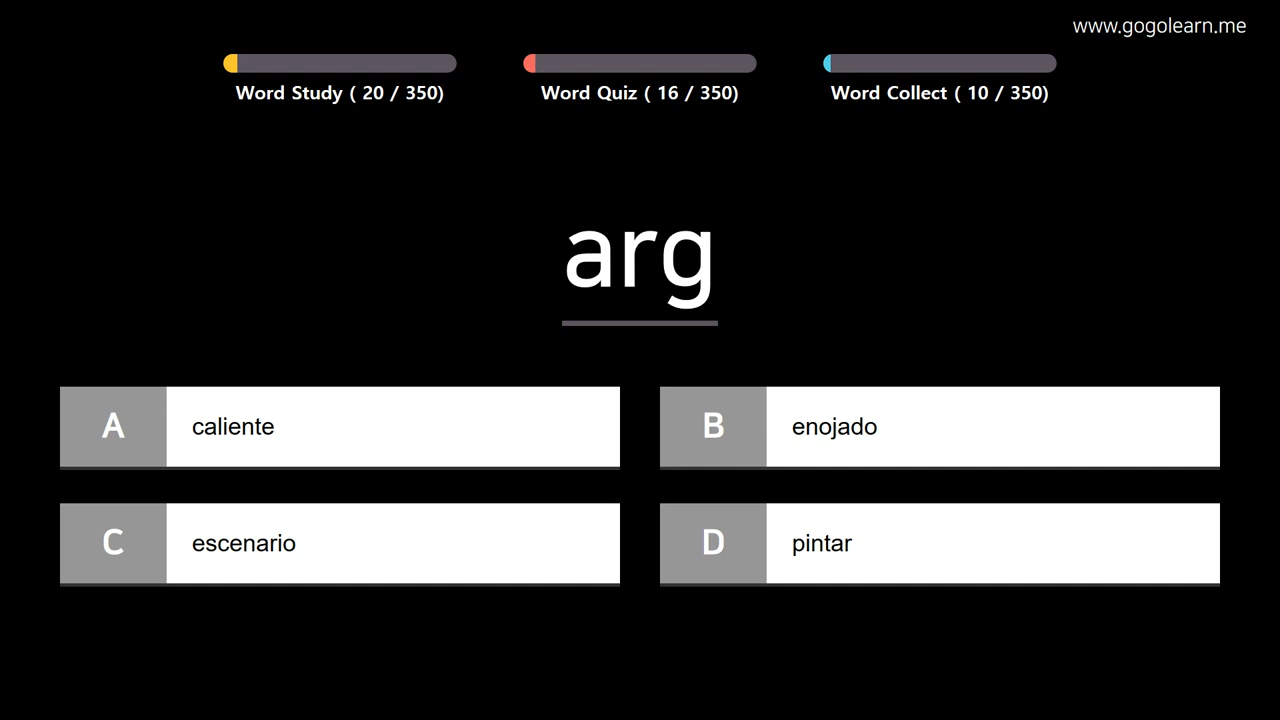 www.gogolearn.me
Word Study ( 20 / 350)
Word Quiz ( 16 / 350)
Word Collect ( 10 / 350)
arg
A caliente
B enojado
C escenario
D pintar